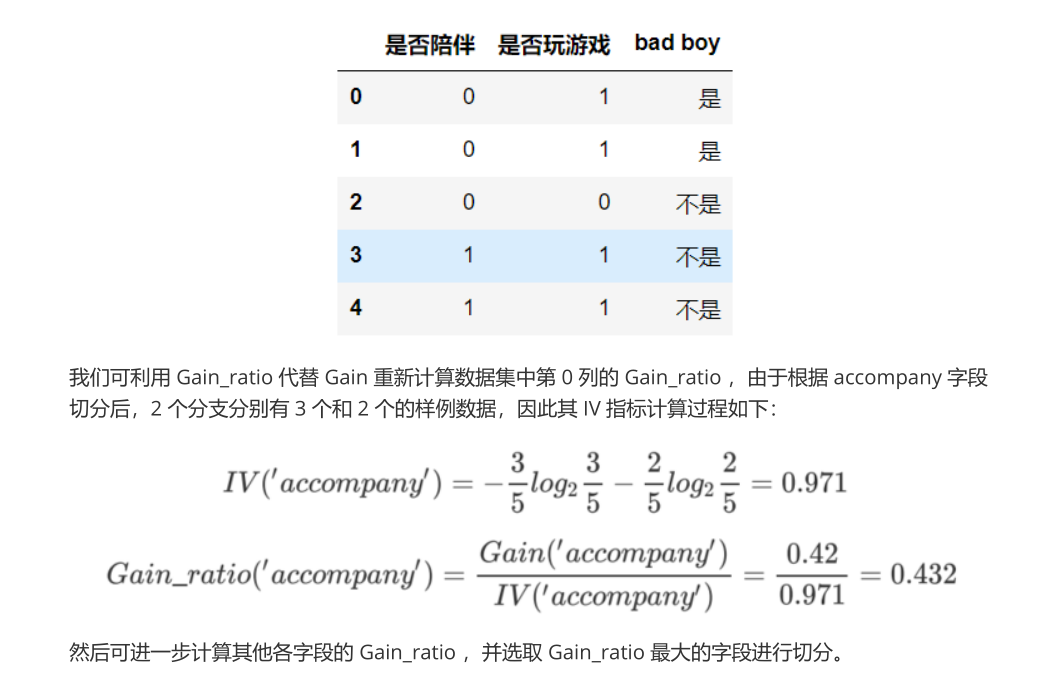 是否陪伴 是否玩游戏 bad boy
0 0 1 是
1 0 1 是
2 0 0 不是
3 1 1 不是
4 1 1 不是
我们可利用 Gain_ratio 代替 Gain 重新计算数据集中第 0 列的 Gain_ratio ，由于根据 accompany 字段
切分后，2 个分支分别有 3 个和 2 个的样例数据，因此其 IV 指标计算过程如下：
IV('accompany') = -\frac{3}{5}log_2\frac{3}{5} - \frac{2}{5}log_2\frac{2}{5} = 0.971
Gain_ratio('accompany') = \frac{Gain('accompany')}{IV('accompany')} = \frac{0.42}{0.971} = 0.432
然后可进一步计算其他各字段的 Gain_ratio ，并选取 Gain_ratio 最大的字段进行切分。